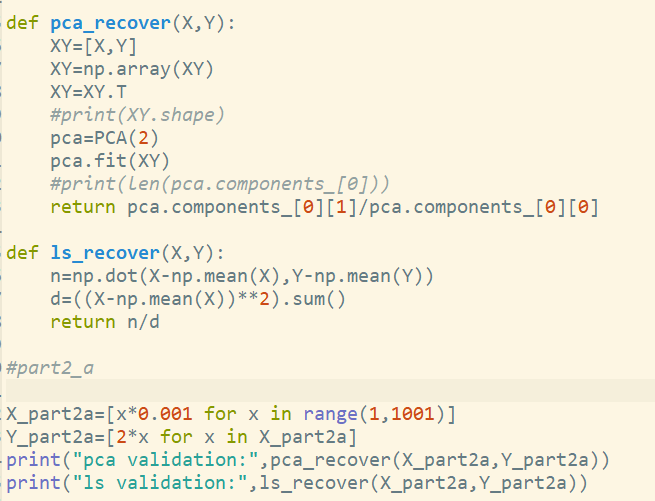 def pca_recover(X,Y):
    XY=[X,Y]
    XY=np.array(XY)
    XY=XY.T
    #print(XY.shape)
    pca=PCA(2)
    pca.fit(XY)
    #print(len(pca.components_[0]))
    return pca.components_[0][1]/pca.components_[0][0]
def ls_recover(X,Y):
    n=np.dot(X-np.mean(X),Y-np.mean(Y))
    d=((X-np.mean(X))**2).sum()
    return n/d
#part2_a
X_part2a=[x*0.001 for x in range(1,1001)]
Y_part2a=[2*x for x in X_part2a]
print("pca validation:",pca_recover(X_part2a,Y_part2a))
print("ls validation:",ls_recover(X_part2a,Y_part2a))